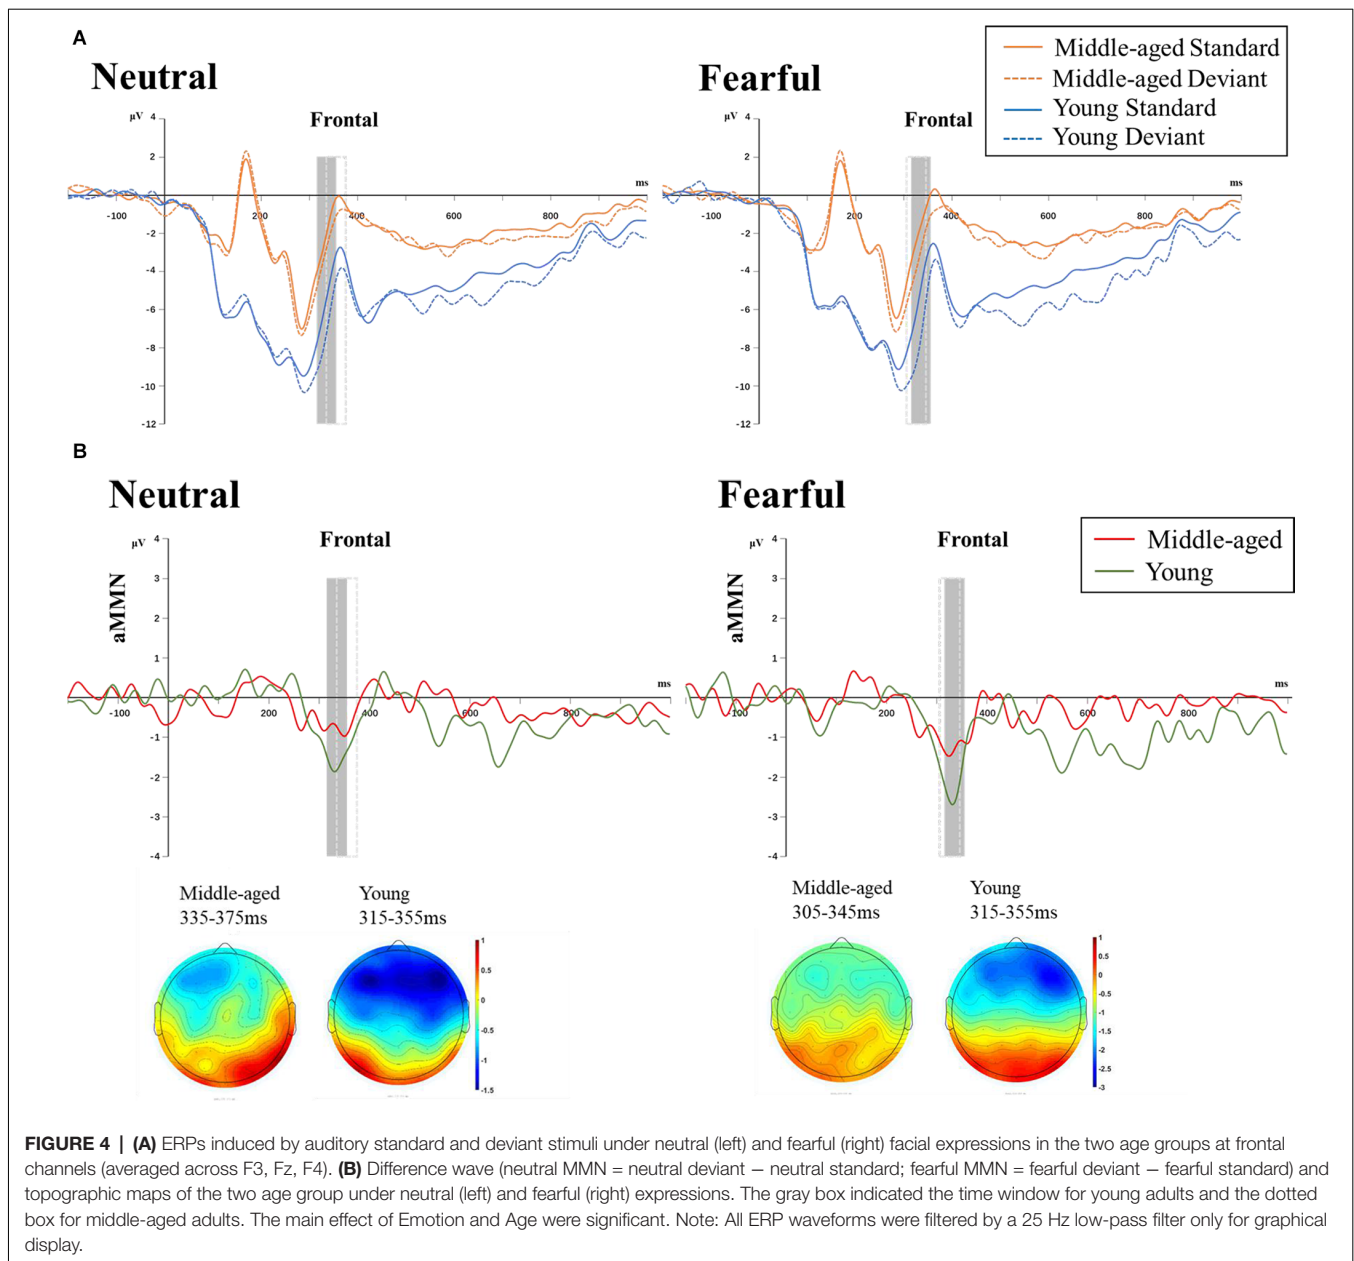 A
Neutral
Fearful
Middle-aged Standard
Middle-aged Deviant
Young Standard
Young Deviant
µV
4
2
-2
-4
-6
-8
-10
-12
Frontal
ms
-100
200
400
600
800
µV
4
2
-2
-4
-6
-8
-10
-12
Frontal
ms
-100
200
400
600
800
B
Neutral
Fearful
Middle-aged
Young
aMMN
µV
4
3
2
1
-1
-2
-3
-4
Frontal
ms
-100
200
400
600
800
aMMN
µV
4
3
2
1
-1
-2
-3
-4
Frontal
ms
100
200
400
600
800
Middle-aged
335-375ms
Young
315-355ms
1
0.5
0
-0.5
-1
-1.5
Middle-aged
305-345ms
Young
315-355ms
1
0.5
0
-0.5
-1
-1.5
-2
-2.5
-3
FIGURE 4 | (A) ERPs induced by auditory standard and deviant stimuli under neutral (left) and fearful (right) facial expressions in the two age groups at frontal
channels (averaged across F3, Fz, F4). (B) Difference wave (neutral MMN = neutral deviant − neutral standard; fearful MMN = fearful deviant − fearful standard) and
topographic maps of the two age group under neutral (left) and fearful (right) expressions. The gray box indicated the time window for young adults and the dotted
box for middle-aged adults. The main effect of Emotion and Age were significant. Note: All ERP waveforms were filtered by a 25 Hz low-pass filter only for graphical
display.